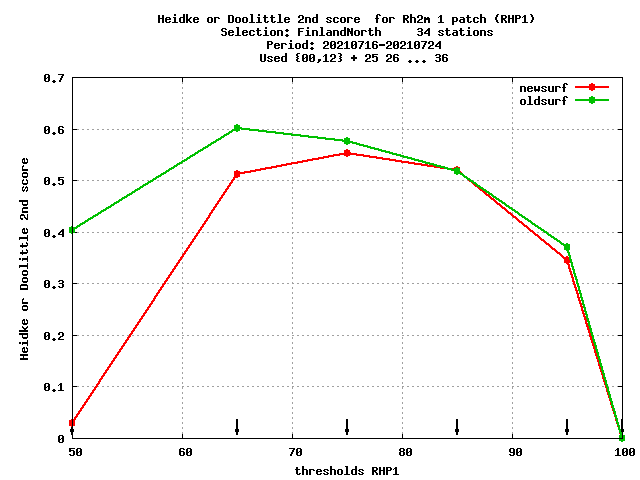 Heidke or Doolittle 2nd score  for Rh2m 1 patch (RHP1)
Selection: FinlandNorth     34 stations
Period: 20210716-20210724
Used {00,12} + 25 26 ... 36
0.7
0.6
0.5
0.4
0.3
0.2
0.1
0
Heidke or Doolittle 2nd score
newsurf
oldsurf
50 60 70 80 90 100
thresholds RHP1